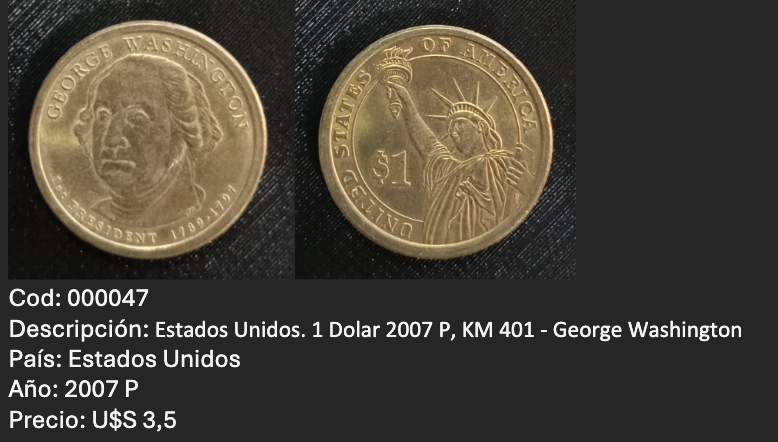 GEORGE WASHINGTON
1st PRESIDENT 1789-1797
UNITED STATES OF AMERICA
$1
Cod: 000047
Descripción: Estados Unidos. 1 Dolar 2007 P, KM 401 - George Washington
País: Estados Unidos
Año: 2007 P
Precio: U$S 3,5